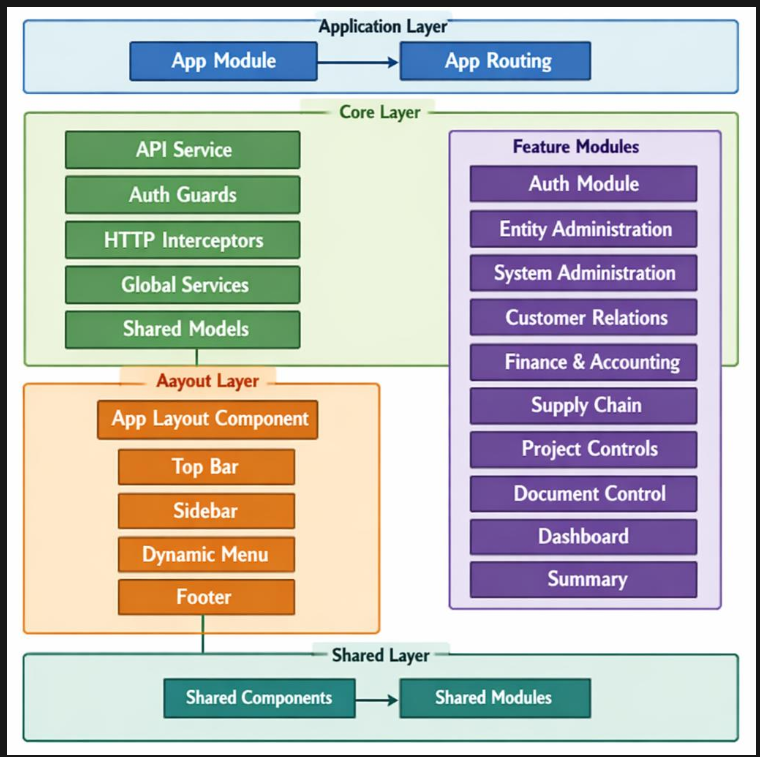 Application Layer
App Module
App Routing
Core Layer
API Service
Auth Guards
HTTP Interceptors
Global Services
Shared Models
Feature Modules
Auth Module
Entity Administration
System Administration
Customer Relations
Finance & Accounting
Supply Chain
Project Controls
Document Control
Dashboard
Summary
Aayout Layer
App Layout Component
Top Bar
Sidebar
Dynamic Menu
Footer
Shared Layer
Shared Components
Shared Modules